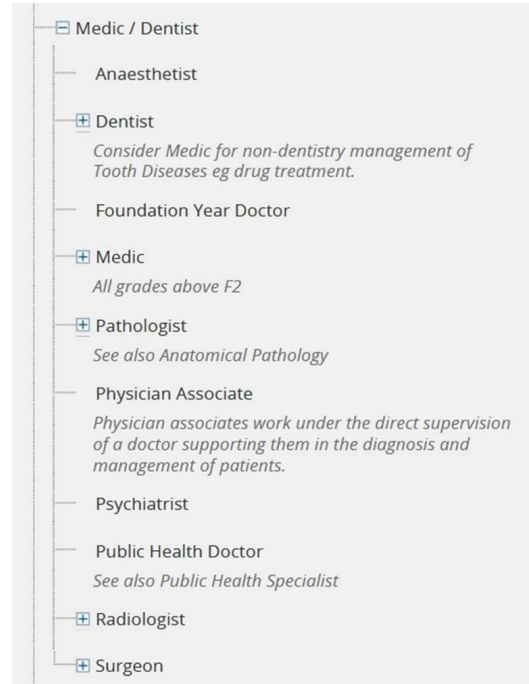 Medic / Dentist
Anaesthetist
Dentist
Consider Medic for non-dentistry management of
Tooth Diseases eg drug treatment.
Foundation Year Doctor
Medic
All grades above F2
Pathologist
See also Anatomical Pathology
Physician Associate
Physician associates work under the direct supervision
of a doctor supporting them in the diagnosis and
management of patients.
Psychiatrist
Public Health Doctor
See also Public Health Specialist
Radiologist
Surgeon